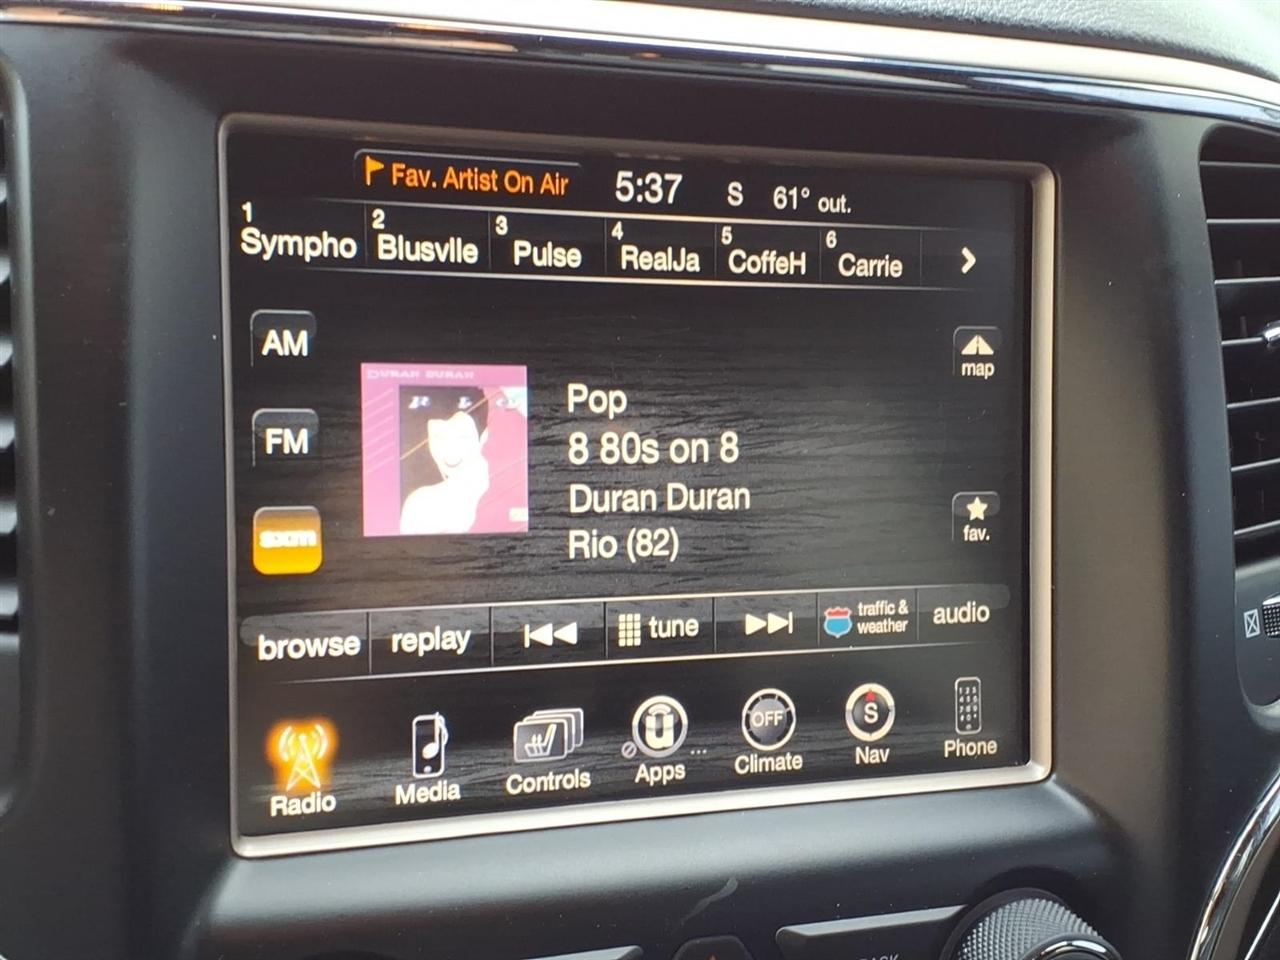 Fav. Artist On Air 5:37 S 61° out.
1 2 3 4 5 6
Sympho Blusvlle Pulse RealJa CoffeH Carrie
AM
map
DURAN DURAN
Pop
FM
8 80s on 8
Duran Duran
fav.
sxm
Rio (82)
browse replay tune traffic & weather audio
OFF S
Radio Media Controls Apps ... Climate Nav Phone
BACK